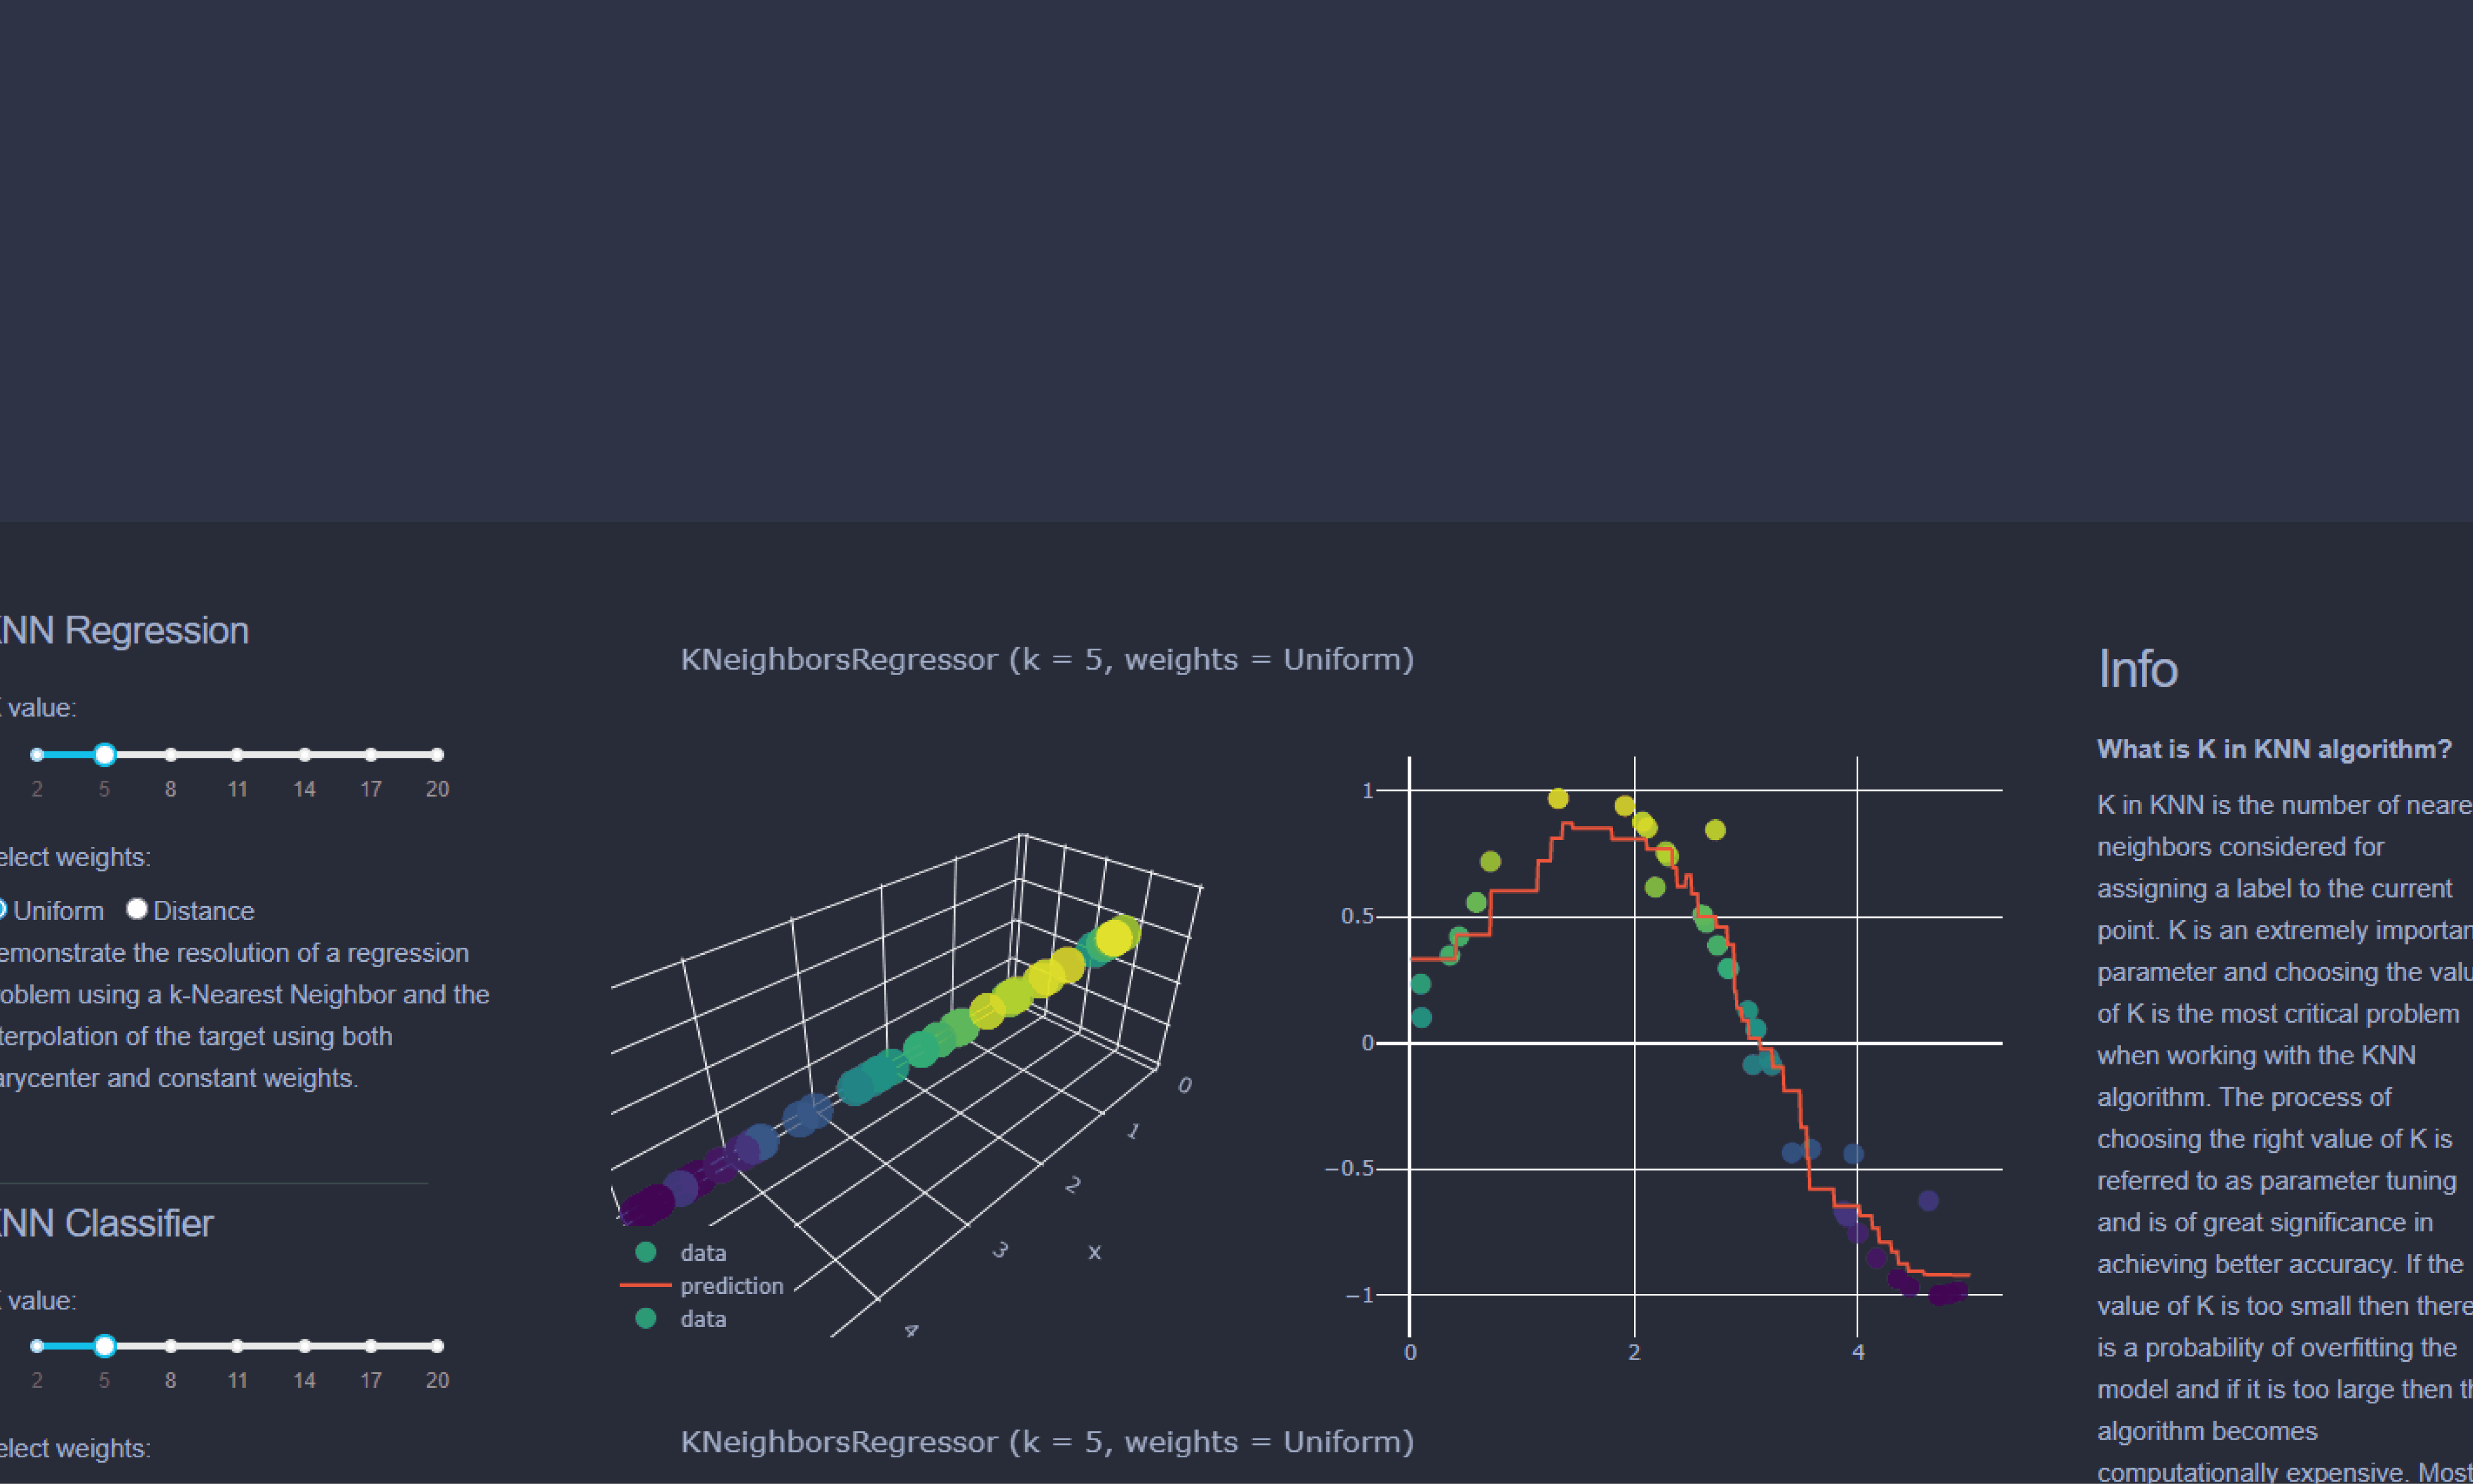 NN Regression
value:
2 5 8 11 14 17 20
elect weights:
Uniform Distance
emonstrate the resolution of a regression
oblem using a k-Nearest Neighbor and the
terpolation of the target using both
arycenter and constant weights.
NN Classifier
value:
2 5 8 11 14 17 20
elect weights:
KNeighborsRegressor (k = 5, weights = Uniform)
0
1
2
3
4
x
data
prediction
data
1
0.5
0
−0.5
−1
0 2 4
KNeighborsRegressor (k = 5, weights = Uniform)
Info
What is K in KNN algorithm?
K in KNN is the number of neare
neighbors considered for
assigning a label to the current
point. K is an extremely importan
parameter and choosing the valu
of K is the most critical problem
when working with the KNN
algorithm. The process of
choosing the right value of K is
referred to as parameter tuning
and is of great significance in
achieving better accuracy. If the
value of K is too small then there
is a probability of overfitting the
model and if it is too large then th
algorithm becomes
computationally expensive. Most